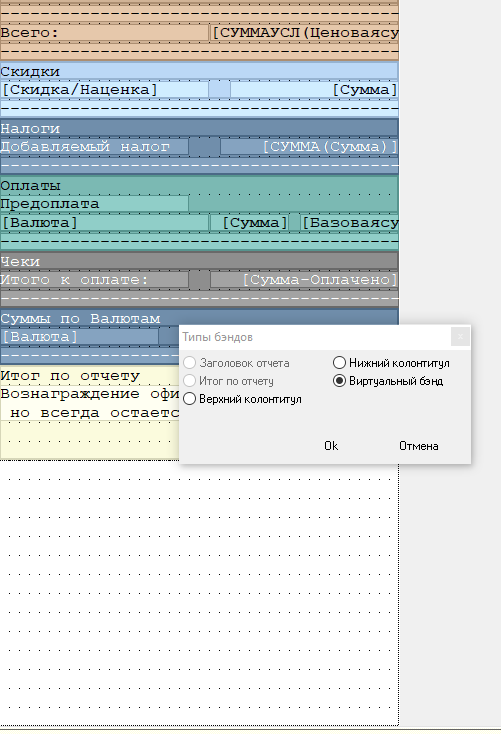 Всего: [СУММАУСЛ(Ценоваясу
Скидки
[Скидка/Наценка] [Сумма]
Налоги
Добавляемый налог [СУММА(Сумма)]
Оплаты
Предоплата
[Валюта] [Сумма] [Базоваясу
Чеки
Итого к оплате: [Сумма-Оплачено]
Суммы по Валютам
[Валюта]
Итог по отчету
Вознаграждение офи
но всегда остаетс
Типы бэндов
Заголовок отчета
Итог по отчету
Верхний колонтитул
Нижний колонтитул
Виртуальный бэнд
Ok Отмена